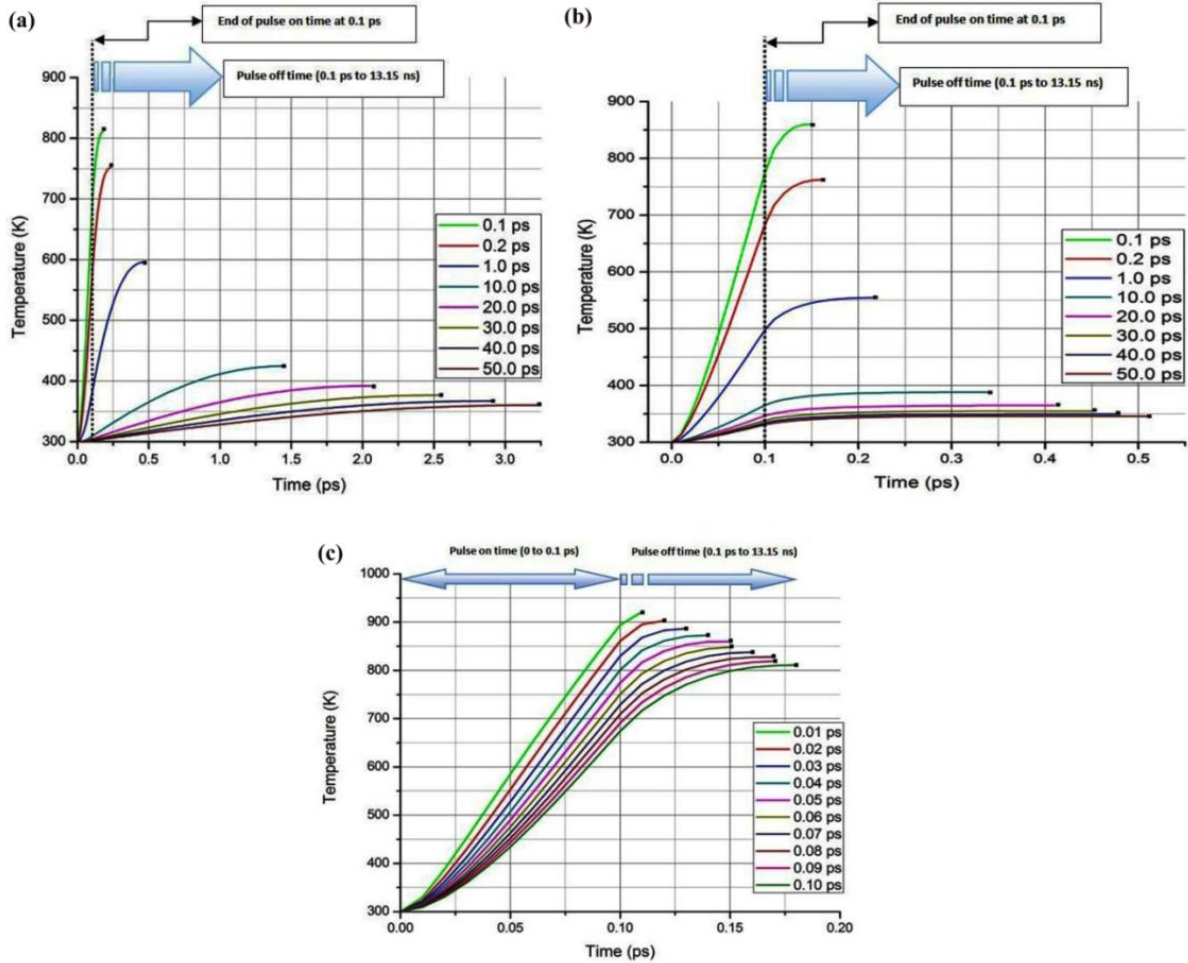 (a)
End of pulse on time at 0.1 ps
Pulse off time (0.1 ps to 13.15 ns)
900
800
700
600
500
400
300
Temperature (K)
0.1 ps
0.2 ps
1.0 ps
10.0 ps
20.0 ps
30.0 ps
40.0 ps
50.0 ps
0.0
0.5
1.0
1.5
2.0
2.5
3.0
Time (ps)
(b)
End of pulse on time at 0.1 ps
Pulse off time (0.1 ps to 13.15 ns)
900
800
700
600
500
400
300
Temperature (K)
0.1 ps
0.2 ps
1.0 ps
10.0 ps
20.0 ps
30.0 ps
40.0 ps
50.0 ps
0.0
0.1
0.2
0.3
0.4
0.5
Time (ps)
(c)
Pulse on time (0 to 0.1 ps)
Pulse off time (0.1 ps to 13.15 ns)
1000
900
800
700
600
500
400
300
Temperature (K)
0.01 ps
0.02 ps
0.03 ps
0.04 ps
0.05 ps
0.06 ps
0.07 ps
0.08 ps
0.09 ps
0.10 ps
0.00
0.05
0.10
0.15
0.20
Time (ps)